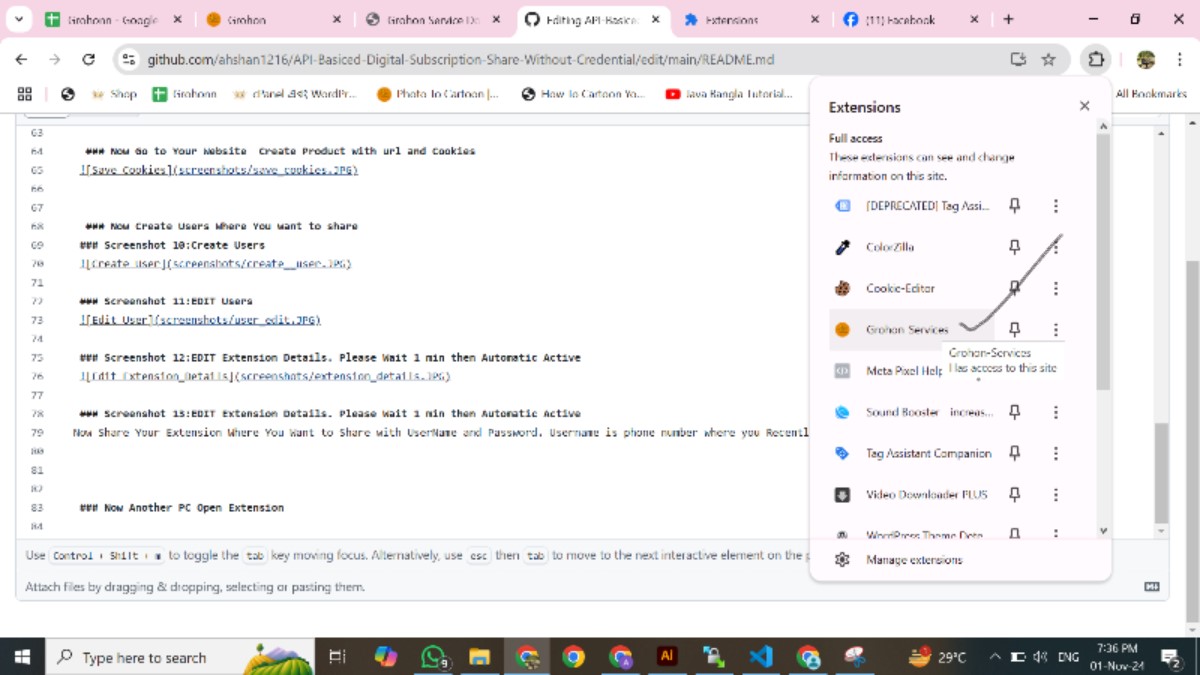 Grohonn - Google
Grohon
Grohon Service Do
Editing API-Basice
Extensions
(11) Facebook
github.com/ahshan1216/API-Basiced-Digital-Subscription-Share-Without-Credential/edit/main/README.md
Shop
Grohonn
cPanel এবং WordPr...
Photo To Cartoon |...
How To Cartoon Yo...
Java Bangla Tutorial...
All Bookmarks
63
64 ### Now Go to Your Website Create Product with url and Cookies
65 ![Save Cookies](screenshots/save_cookies.JPG)
66
67
68 ### Now Create Users Where You want to share
69 ### Screenshot 10:Create Users
70 ![Create User](screenshots/create__user.JPG)
71
72 ### Screenshot 11:EDIT Users
73 ![Edit User](screenshots/user_edit.JPG)
74
75 ### Screenshot 12:EDIT Extension Details. Please Wait 1 min then Automatic Active
76 ![Edit Extension_Details](screenshots/extension_details.JPG)
77
78 ### Screenshot 13:EDIT Extension Details. Please Wait 1 min then Automatic Active
79 Now Share Your Extension Where You Want to Share with UserName and Password. Username is phone number where you Recentl
80
81
82
83 ### Now Another PC Open Extension
84
Use Control + Shift + m to toggle the tab key moving focus. Alternatively, use esc then tab to move to the next interactive element on the p
Attach files by dragging & dropping, selecting or pasting them.
Extensions
Full access
These extensions can see and change
information on this site.
[DEPRECATED] Tag Assi...
ColorZilla
Cookie-Editor
Grohon-Services
Grohon-Services
Has access to this site
Meta Pixel Help
Sound Booster - increas...
Tag Assistant Companion
Video Downloader PLUS
WordPress Theme Dete
Manage extensions
Type here to search
9
Ai
29°C
ENG
7:36 PM
01-Nov-24
2